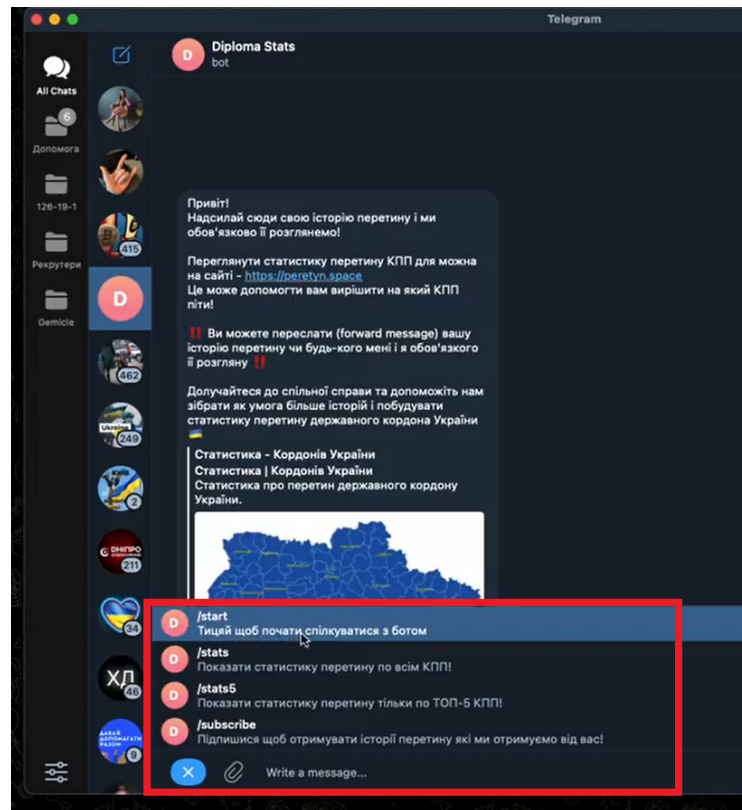 Telegram
Diploma Stats
bot
All Chats
6
Допомога
126-19-1
415
Рекрутери
Gemicle
462
249
2
DНІПРО
211
34
ХД
46
ДАВАЙ
ДОПОМАГАТИ
РАЗОМ
9
Привіт!
Надсилай сюди свою історію перетину і ми
обов'язково її розглянемо!
Переглянути статистику перетину КПП для можна
на сайті - https://peretyn.space
Це може допомогти вам вирішити на який КПП
піти!
‼️ Ви можете переслати (forward message) вашу
історію перетину чи будь-кого мені і я обов'язкого
її розгляну ‼️
Долучайтеся до спільної справи та допоможіть нам
зібрати як умога більше історій і побудувати
статистику перетину державного кордона України
🇺🇦
Статистика - Кордонів України
Статистика | Кордонів України
Статистика про перетин державного кордону
України.
/start
Тицяй щоб почати спілкуватися з ботом
/stats
Показати статистику перетину по всім КПП!
/stats5
Показати статистику перетину тільки по ТОП-5 КПП!
/subscribe
Підпишися щоб отримувати історії перетину які ми отримуємо від вас!
Write a message...